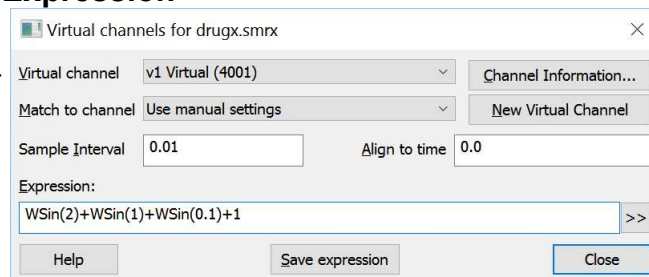 Expression
Virtual channels for drugx.smrx
Virtual channel v1 Virtual (4001) Channel Information...
Match to channel Use manual settings New Virtual Channel
Sample Interval 0.01 Align to time 0.0
Expression:
WSin(2)+WSin(1)+WSin(0.1)+1 >>
Help Save expression Close